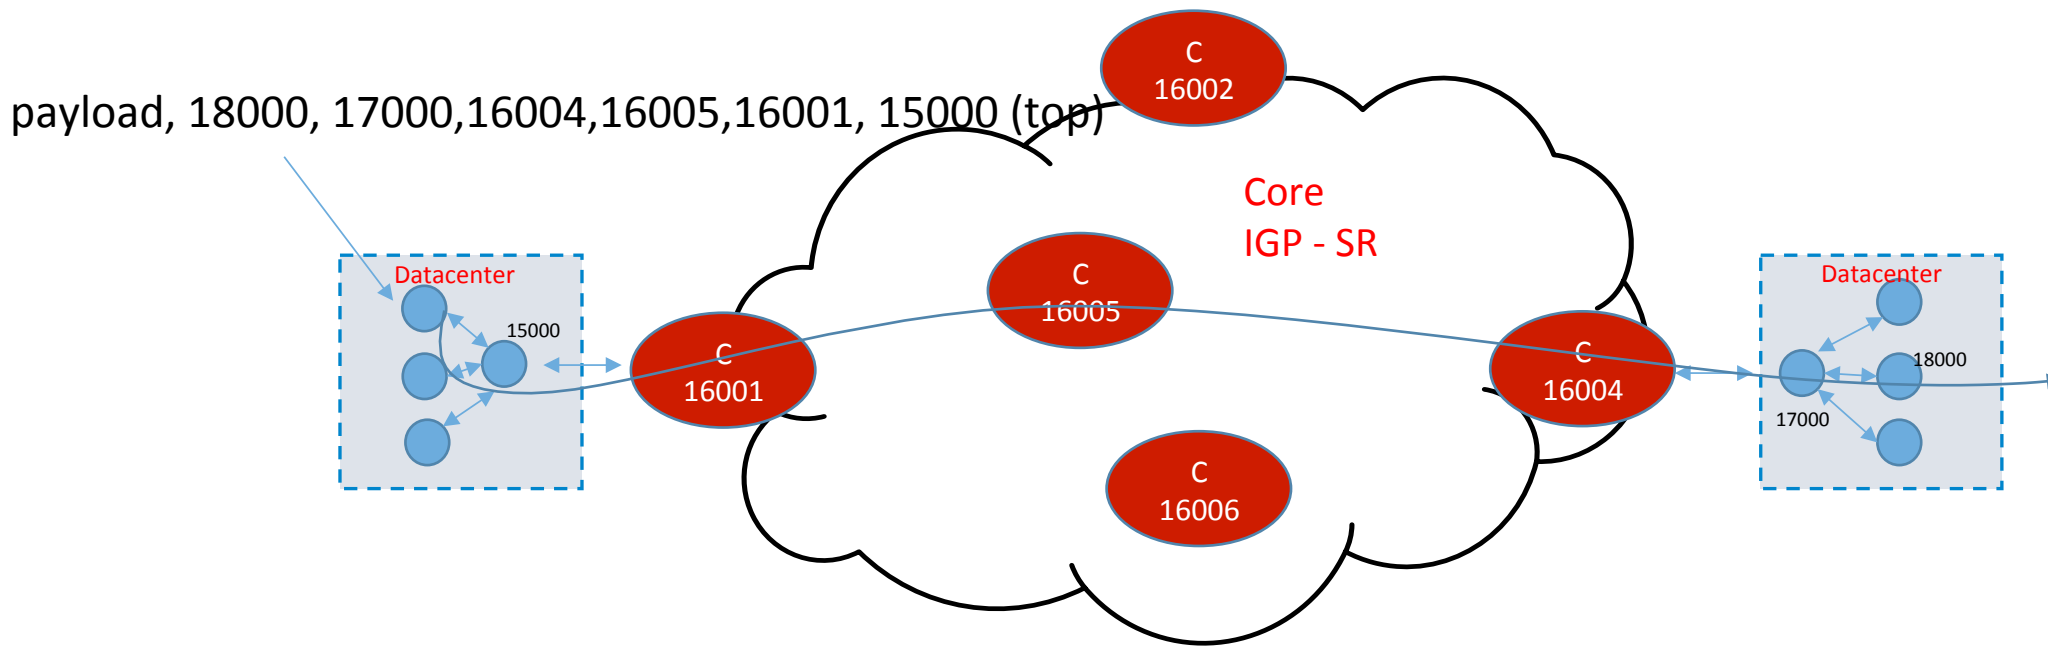 C
16002
payload, 18000, 17000,16004,16005,16001, 15000 (top)
Core
IGP - SR
Datacenter
15000
C
16001
C
16005
C
16004
C
16006
Datacenter
18000
17000